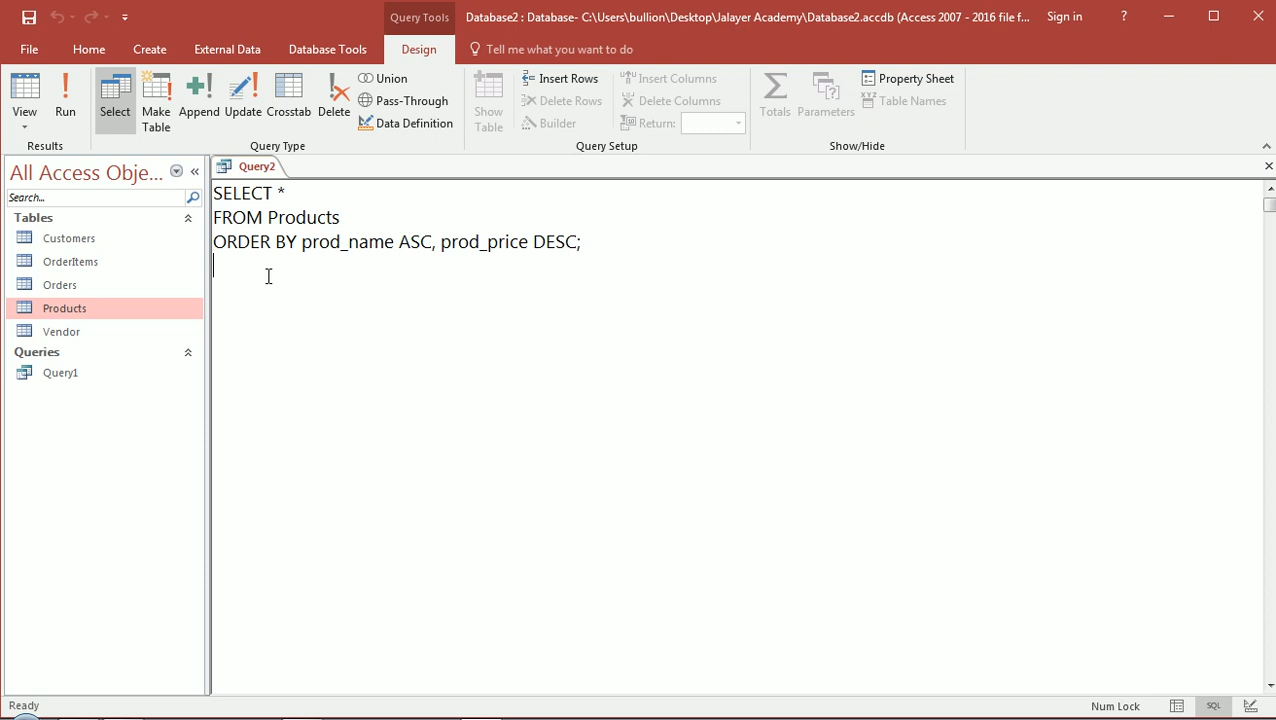 Query Tools
Database2 : Database- C:\Users\bullion\Desktop\Jalayer Academy\Database2.accdb (Access 2007 - 2016 file f...
Sign in
?
File
Home
Create
External Data
Database Tools
Design
Tell me what you want to do
View
Run
Results
Select
Make Table
Append
Update
Crosstab
Delete
Union
Pass-Through
Data Definition
Query Type
Show Table
Insert Rows
Delete Rows
Builder
Insert Columns
Delete Columns
Return:
Query Setup
Totals
Parameters
Property Sheet
Table Names
Show/Hide
All Access Obje...
Search...
Tables
Customers
OrderItems
Orders
Products
Vendor
Queries
Query1
Query2
SELECT *
FROM Products
ORDER BY prod_name ASC, prod_price DESC;
Ready
Num Lock
SQL